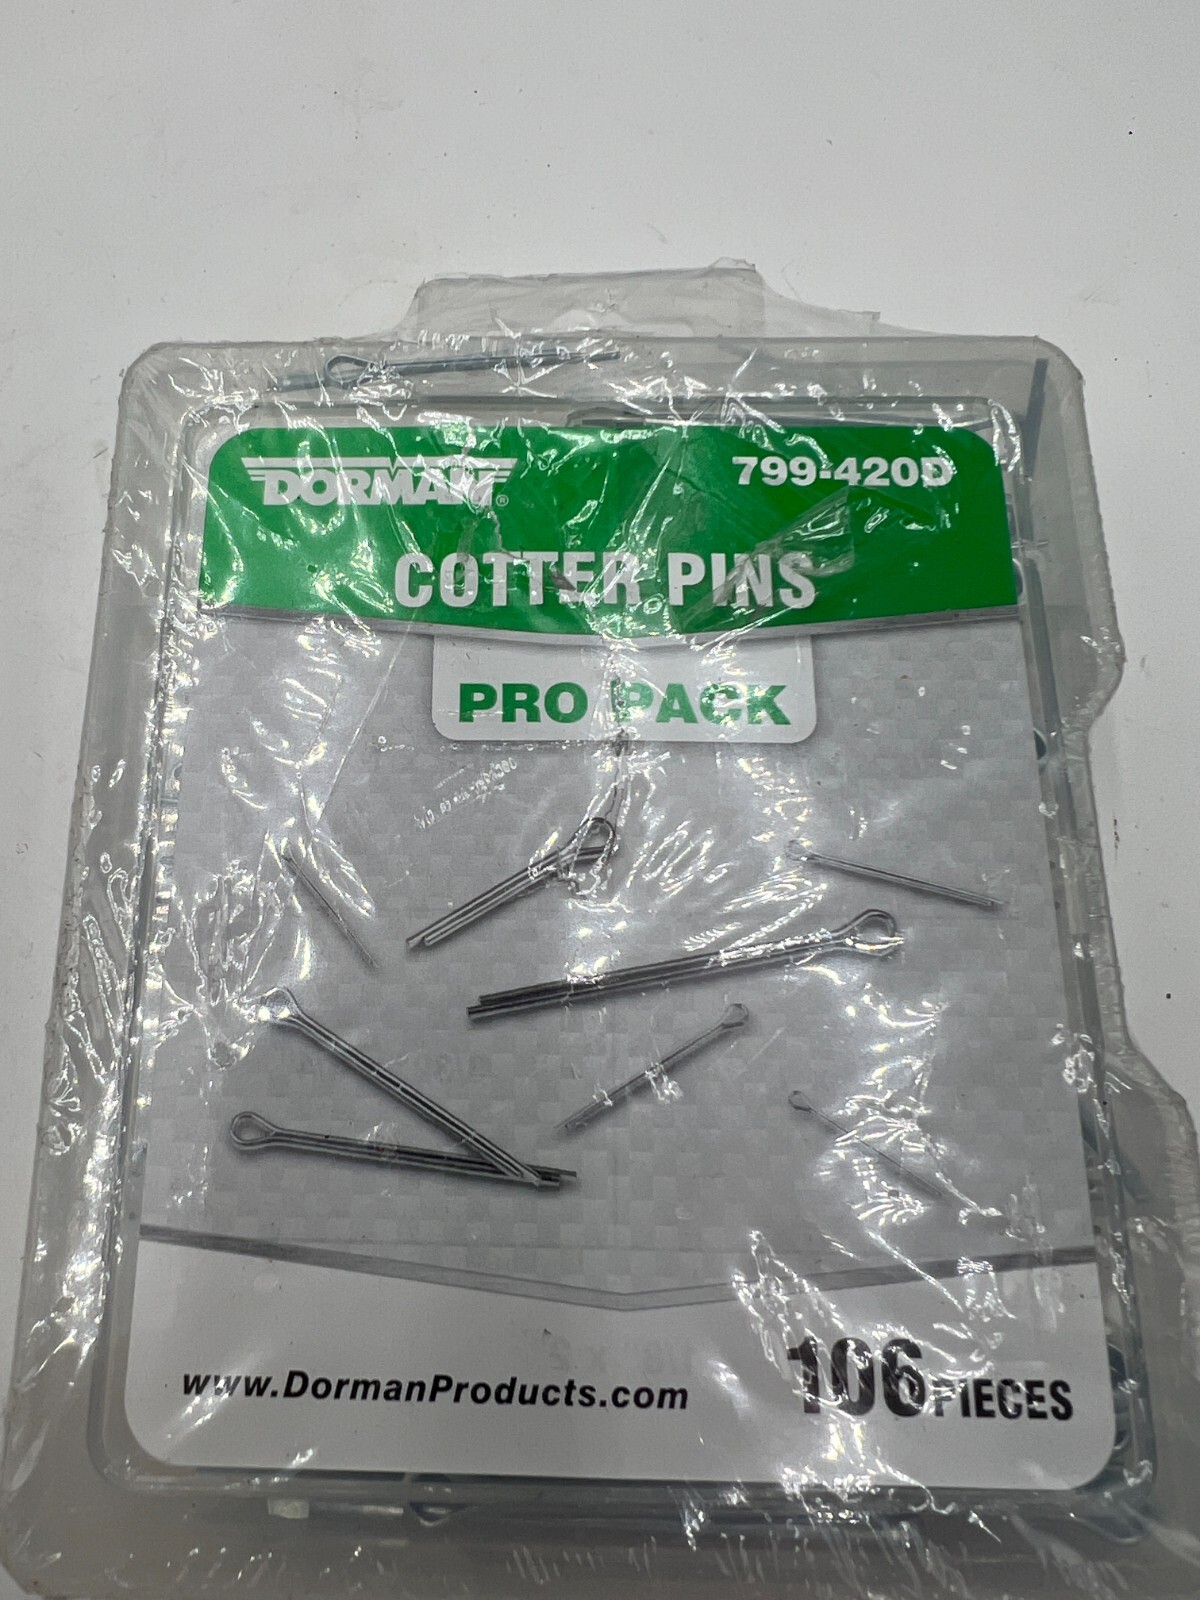 DORMAN®
799-420D
COTTER PINS
PRO PACK
www.DormanProducts.com
106 PIECES